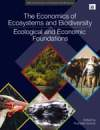 The Economics of
Ecosystems and Biodiversity
Ecological and Economic
Foundations